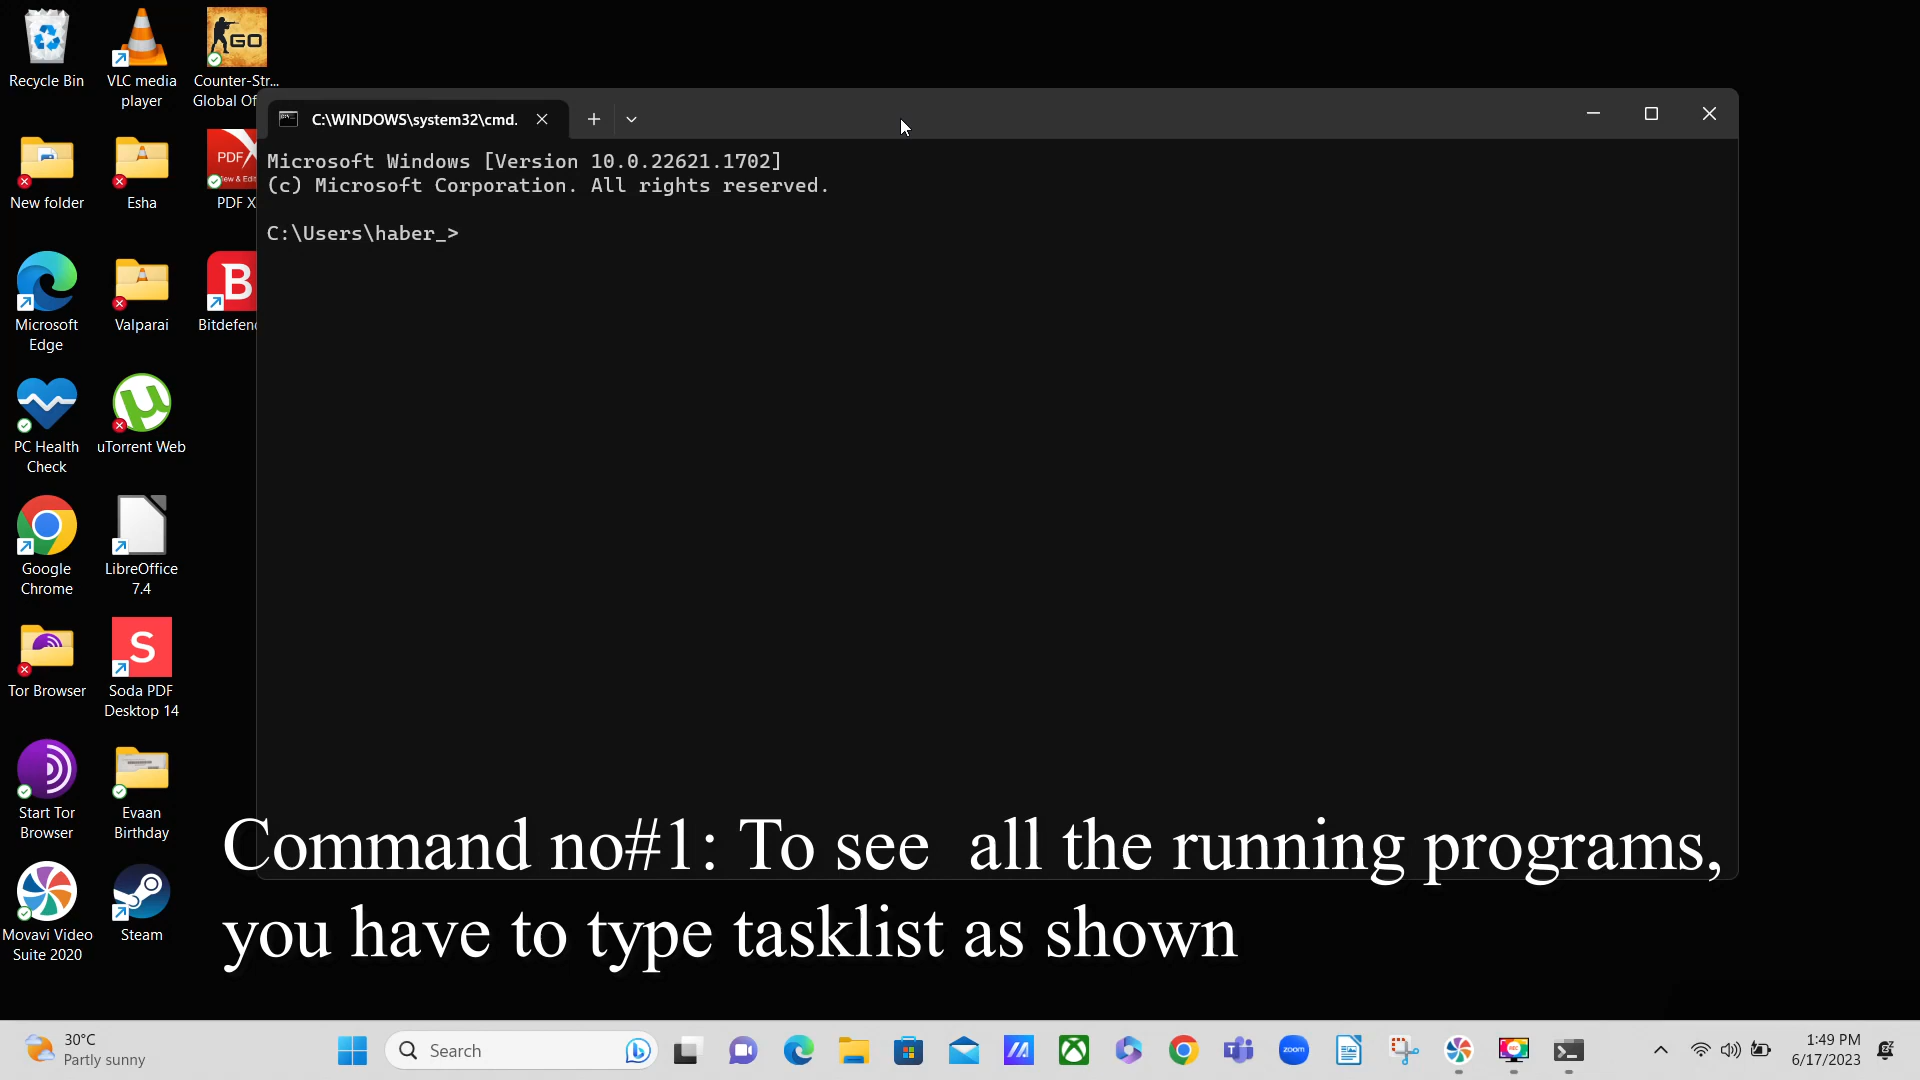 Recycle Bin
VLC media
player
GO
Counter-Str...
Global Of
New folder
Esha
PDF X
Microsoft
Edge
Valparai
B
Bitdefend
PC Health
Check
uTorrent Web
Google
Chrome
LibreOffice
7.4
Tor Browser
S
Soda PDF
Desktop 14
Start Tor
Browser
Evaan
Birthday
Movavi Video
Suite 2020
Steam
C:\WINDOWS\system32\cmd.
Microsoft Windows [Version 10.0.22621.1702]
(c) Microsoft Corporation. All rights reserved.
C:\Users\haber_>
Command no#1: To see  all the running programs,
you have to type tasklist as shown
30°C
Partly sunny
Search
zoom
1:49 PM
6/17/2023